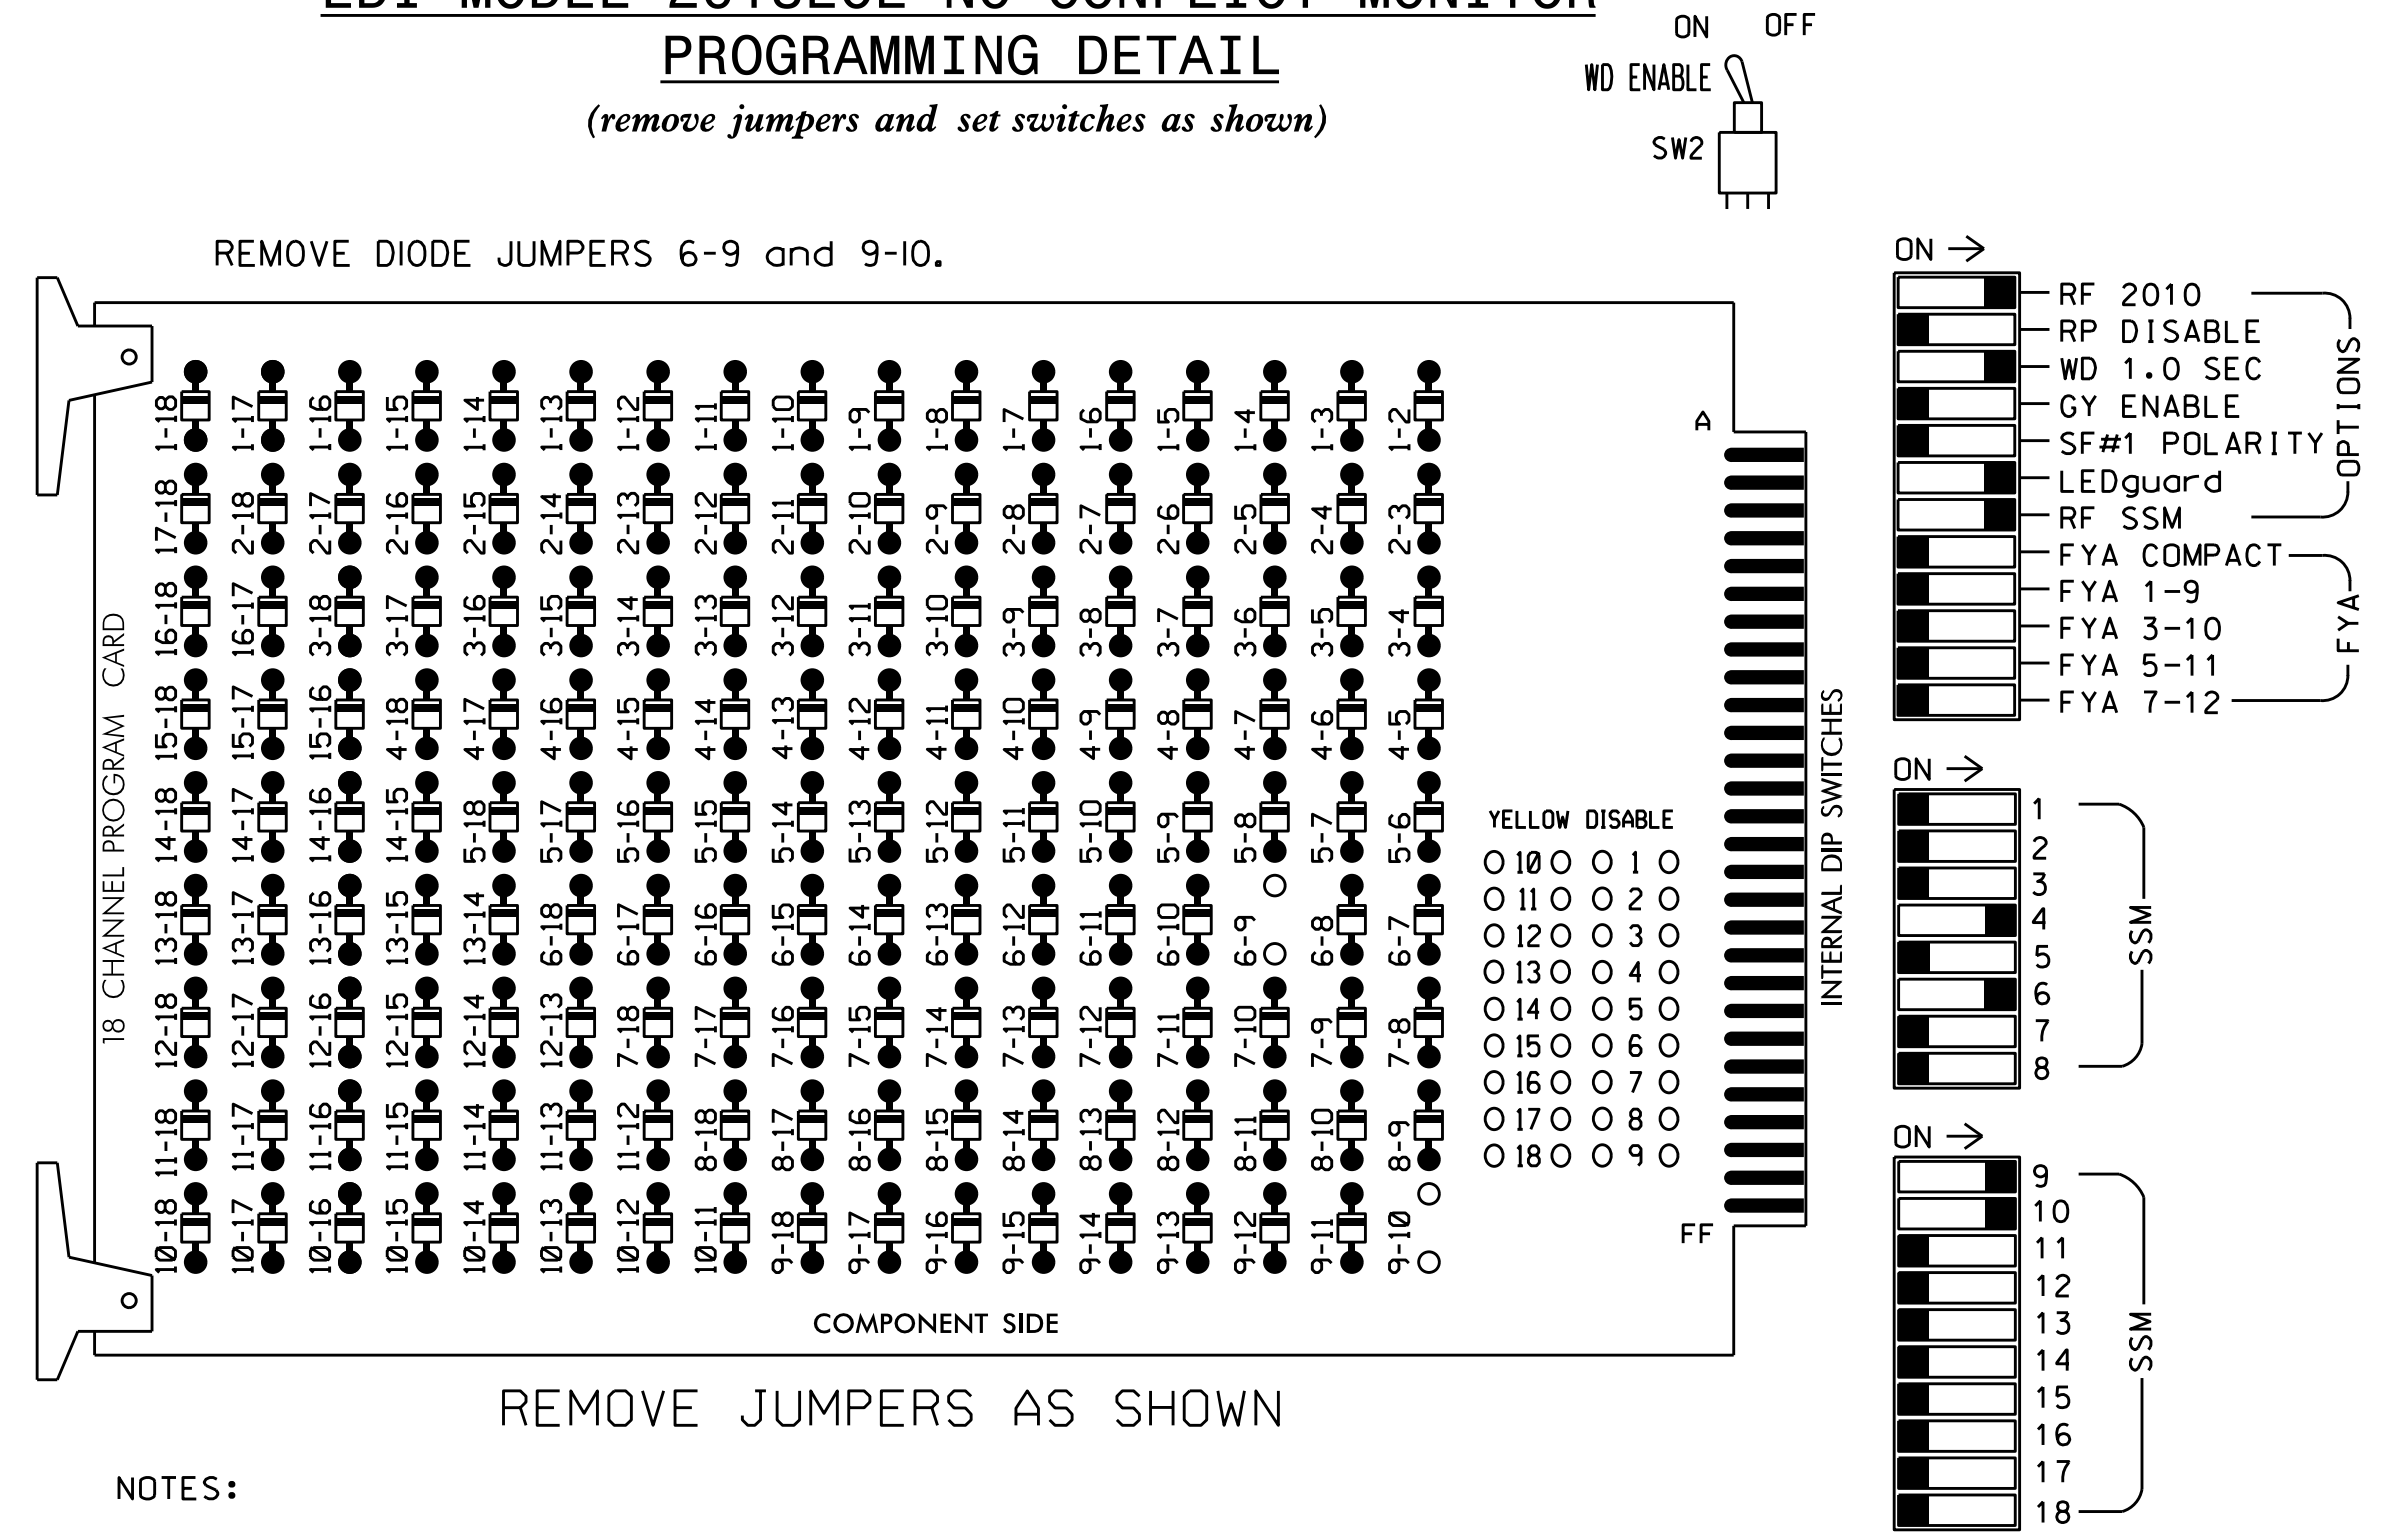 PROGRAMMING DETAIL
(remove jumpers and set switches as shown)
ON OFF
WD ENABLE
SW2
REMOVE DIODE JUMPERS 6-9 and 9-10.
18 CHANNEL PROGRAM CARD
1-18 1-17 1-16 1-15 1-14 1-13 1-12 1-11 1-10 1-9 1-8 1-7 1-6 1-5 1-4 1-3 1-2
17-18 2-18 2-17 2-16 2-15 2-14 2-13 2-12 2-11 2-10 2-9 2-8 2-7 2-6 2-5 2-4 2-3
16-18 16-17 3-18 3-17 3-16 3-15 3-14 3-13 3-12 3-11 3-10 3-9 3-8 3-7 3-6 3-5 3-4
15-18 15-17 15-16 4-18 4-17 4-16 4-15 4-14 4-13 4-12 4-11 4-10 4-9 4-8 4-7 4-6 4-5
14-18 14-17 14-16 14-15 5-18 5-17 5-16 5-15 5-14 5-13 5-12 5-11 5-10 5-9 5-8 5-7 5-6
13-18 13-17 13-16 13-15 13-14 6-18 6-17 6-16 6-15 6-14 6-13 6-12 6-11 6-10 6-9 6-8 6-7
12-18 12-17 12-16 12-15 12-14 12-13 7-18 7-17 7-16 7-15 7-14 7-13 7-12 7-11 7-10 7-9 7-8
11-18 11-17 11-16 11-15 11-14 11-13 11-12 8-18 8-17 8-16 8-15 8-14 8-13 8-12 8-11 8-10 8-9
10-18 10-17 10-16 10-15 10-14 10-13 10-12 10-11 9-18 9-17 9-16 9-15 9-14 9-13 9-12 9-11 9-10
A
YELLOW DISABLE
10 1
11 2
12 3
13 4
14 5
15 6
16 7
17 8
18 9
FF
COMPONENT SIDE
REMOVE JUMPERS AS SHOWN
NOTES:
INTERNAL DIP SWITCHES
ON
RF 2010
RP DISABLE
WD 1.0 SEC
GY ENABLE
SF#1 POLARITY
LEDguard
RF SSM
OPTIONS
FYA COMPACT
FYA 1-9
FYA 3-10
FYA 5-11
FYA 7-12
FYA
ON
1
2
3
4
5
6
7
8
SSM
ON
9
10
11
12
13
14
15
16
17
18
SSM